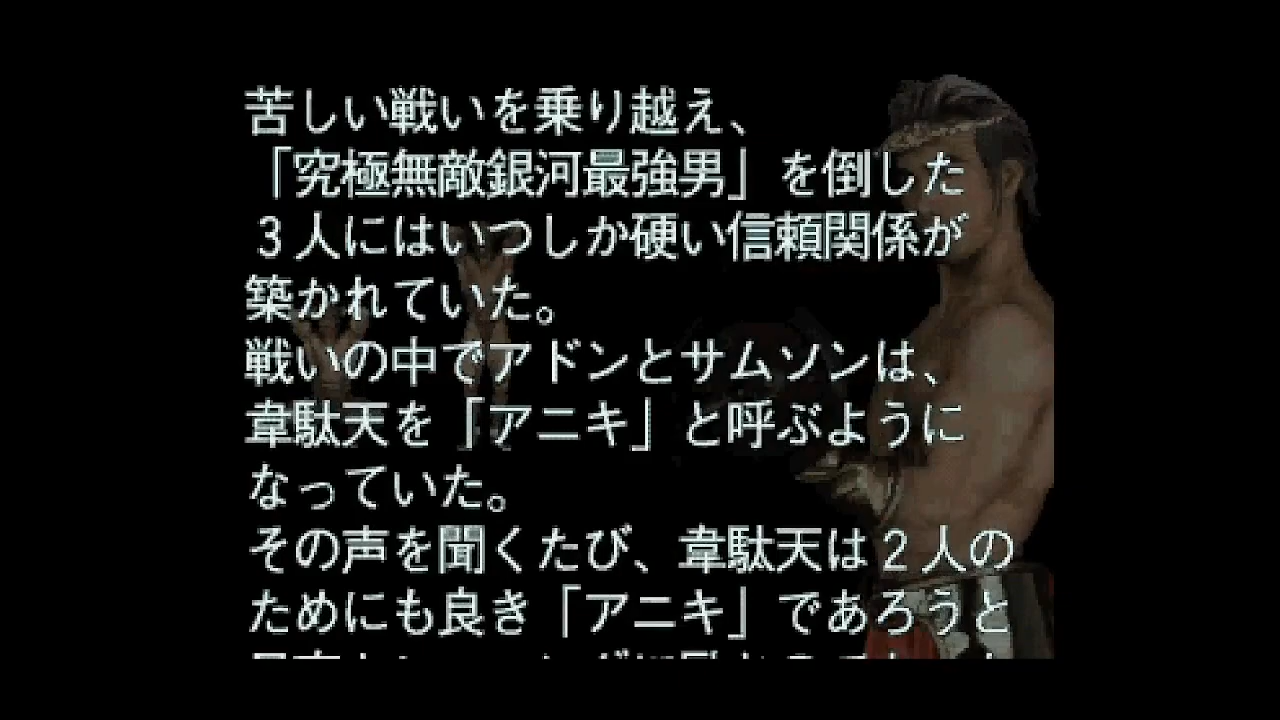 苦しい戦いを乗り越え、
「究極無敵銀河最強男」を倒した
３人にはいつしか硬い信頼関係が
築かれていた。
戦いの中でアドンとサムソンは、
韋駄天を「アニキ」と呼ぶように
なっていた。
その声を聞くたび、韋駄天は２人の
ためにも良き「アニキ」であろうと